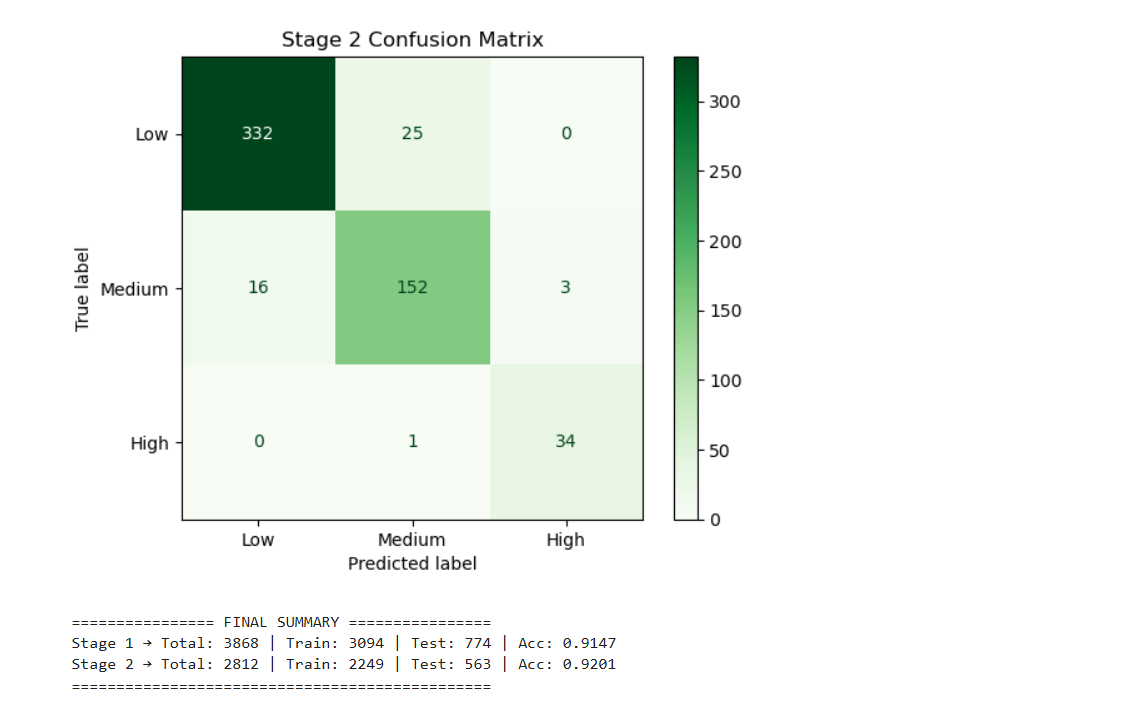 Stage 2 Confusion Matrix
Low 332 25 0
Medium 16 152 3
High 0 1 34
True label
Low Medium High
Predicted label
300
250
200
150
100
50
0
================ FINAL SUMMARY ================
Stage 1 → Total: 3868 | Train: 3094 | Test: 774 | Acc: 0.9147
Stage 2 → Total: 2812 | Train: 2249 | Test: 563 | Acc: 0.9201
===============================================